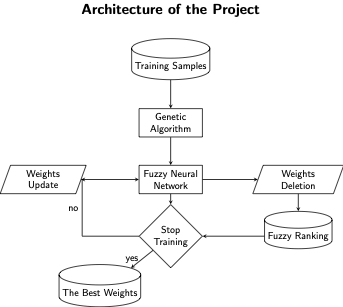 Architecture of the Project
Training Samples
Genetic
Algorithm
Weights
Update
Fuzzy Neural
Network
Weights
Deletion
no
Stop
Training
Fuzzy Ranking
yes
The Best Weights